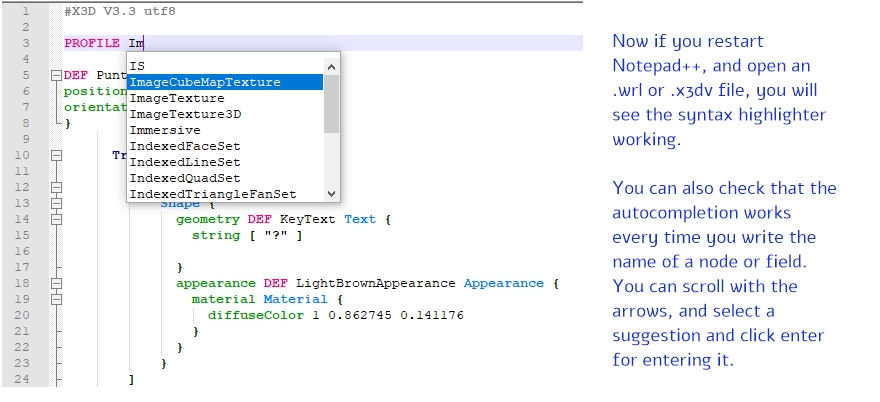 1 #X3D V3.3 utf8
2
3 PROFILE Im
4
5 DEF Punt
6 position
7 orientat
8 }
9
10 Tr
11
12
13 Shape {
14 geometry DEF KeyText Text {
15 string [ "?" ]
16
17 }
18 appearance DEF LightBrownAppearance Appearance {
19 material Material {
20 diffuseColor 1 0.862745 0.141176
21 }
22 }
23 }
24 ]
IS
ImageCubeMapTexture
ImageTexture
ImageTexture3D
Immersive
IndexedFaceSet
IndexedLineSet
IndexedQuadSet
IndexedTriangleFanSet
Now if you restart
Notepad++, and open an
.wrl or .x3dv file, you will
see the syntax highlighter
working.
You can also check that the
autocompletion works
every time you write the
name of a node or field.
You can scroll with the
arrows, and select a
suggestion and click enter
for entering it.